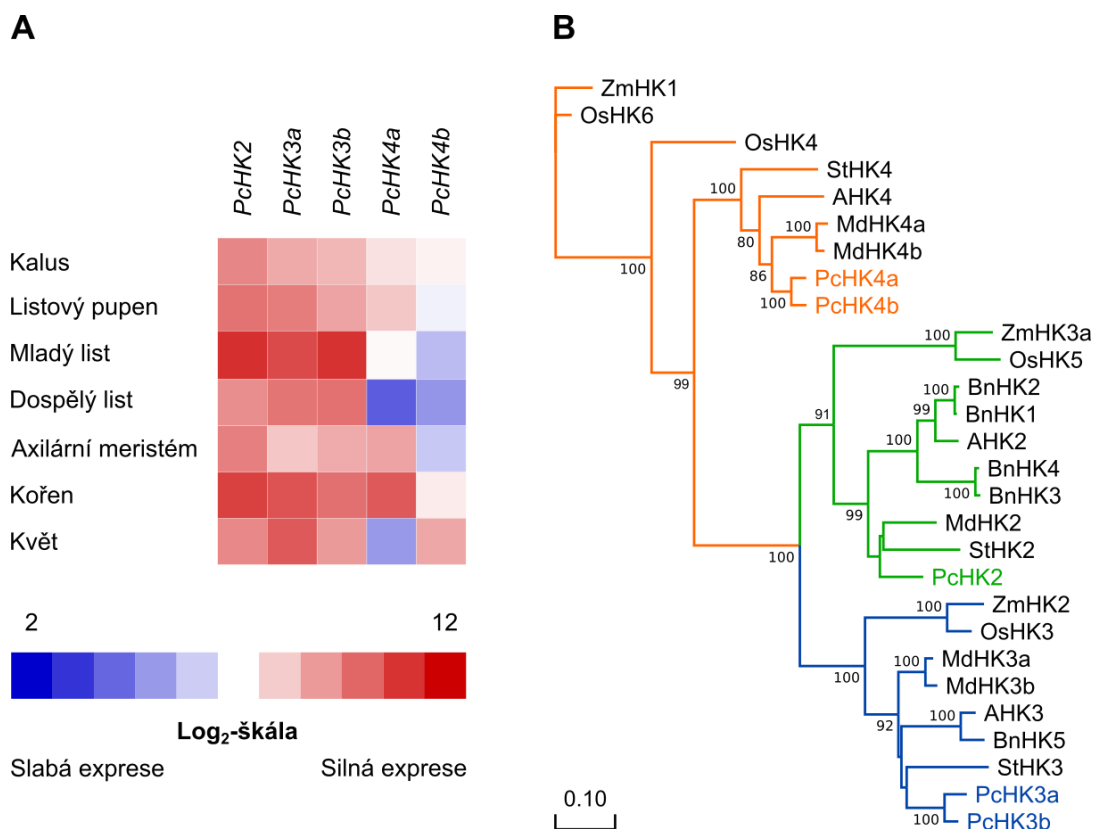 A
PcHK2
PcHK3a
PcHK3b
PcHK4a
PcHK4b
Kalus
Listový pupen
Mladý list
Dospělý list
Axilární meristém
Kořen
Květ
2 12
Log₂-škála
Slabá exprese Silná exprese
B
ZmHK1
OsHK6
OsHK4
100
StHK4
100
AHK4
80
MdHK4a
100
MdHK4b
86
PcHK4a
100
PcHK4b
99
ZmHK3a
100
OsHK5
91
BnHK2
100
BnHK1
99
AHK2
100
BnHK4
100
BnHK3
99
MdHK2
StHK2
PcHK2
100
ZmHK2
100
OsHK3
100
MdHK3a
100
MdHK3b
92
AHK3
100
BnHK5
StHK3
PcHK3a
100
PcHK3b
0.10